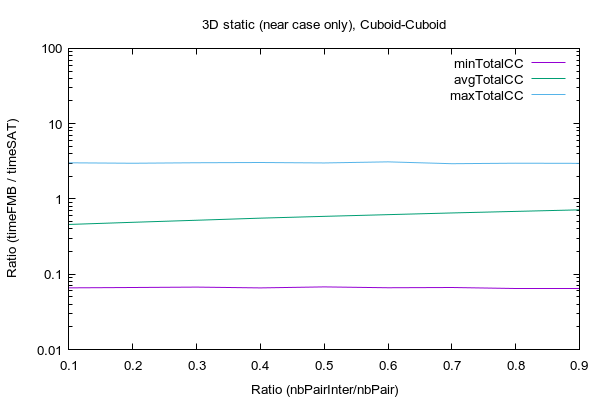 3D static (near case only), Cuboid-Cuboid
100
10
1
0.1
0.01
Ratio (timeFMB / timeSAT)
minTotalCC
avgTotalCC
maxTotalCC
0.1 0.2 0.3 0.4 0.5 0.6 0.7 0.8 0.9
Ratio (nbPairInter/nbPair)